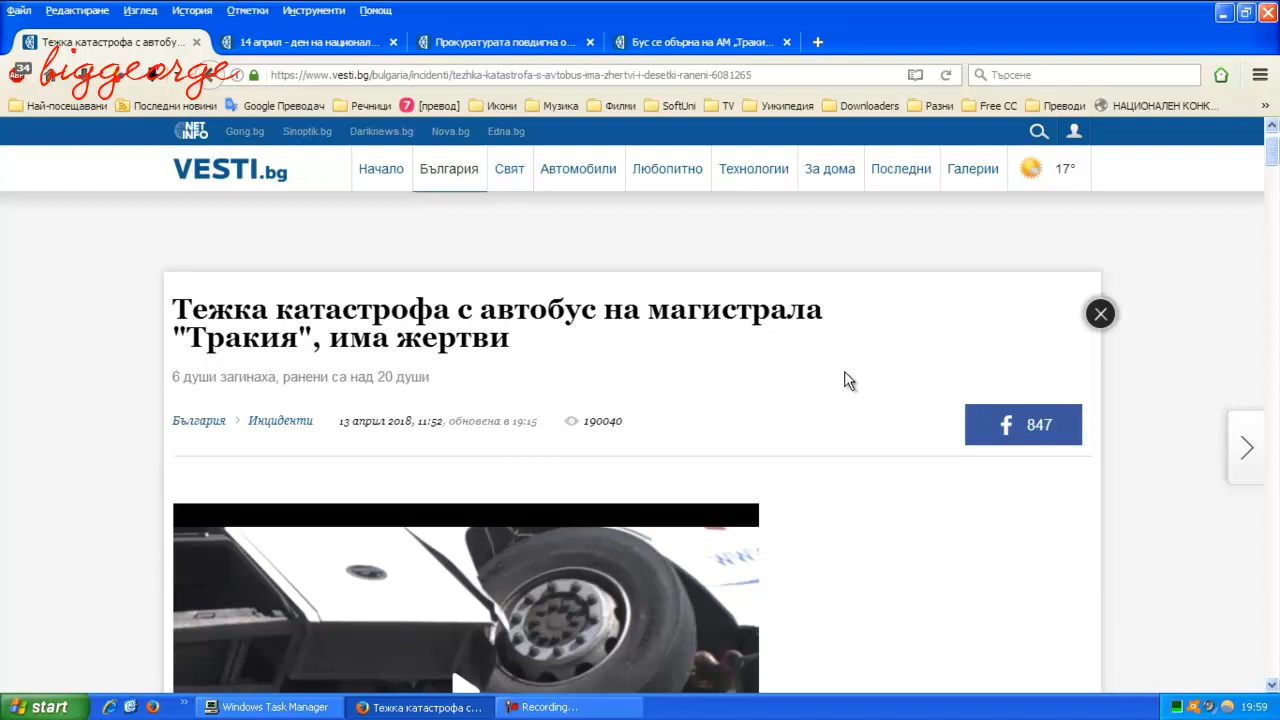 Файл Редактиране Изглед История Отметки Инструменти Помощ
Тежка катастрофа с автобу...
14 април - ден на национал...
Прокуратурата повдигна о...
Бус се обърна на АМ „Траки...
biggeorge
34
https://www.vesti.bg/bulgaria/incidenti/tezhka-katastrofa-s-avtobus-ima-zhertvi-i-desetki-raneni-6081265
Търсене
Най-посещавани Последни новини Google Преводач Речници [превод] Икони Музика Филми SoftUni TV Уикипедия Downloaders Разни Free CC Преводи НАЦИОНАЛЕН КОНК...
NET INFO Gong.bg Sinoptik.bg Dariknews.bg Nova.bg Edna.bg
VESTI.bg Начало България Свят Автомобили Любопитно Технологии За дома Последни Галерии 17°
Тежка катастрофа с автобус на магистрала
"Тракия", има жертви
6 души загинаха, ранени са над 20 души
България Инциденти 13 април 2018, 11:52, обновена в 19:15 190040
847
start Windows Task Manager Тежка катастрофа с... Recording... 19:59